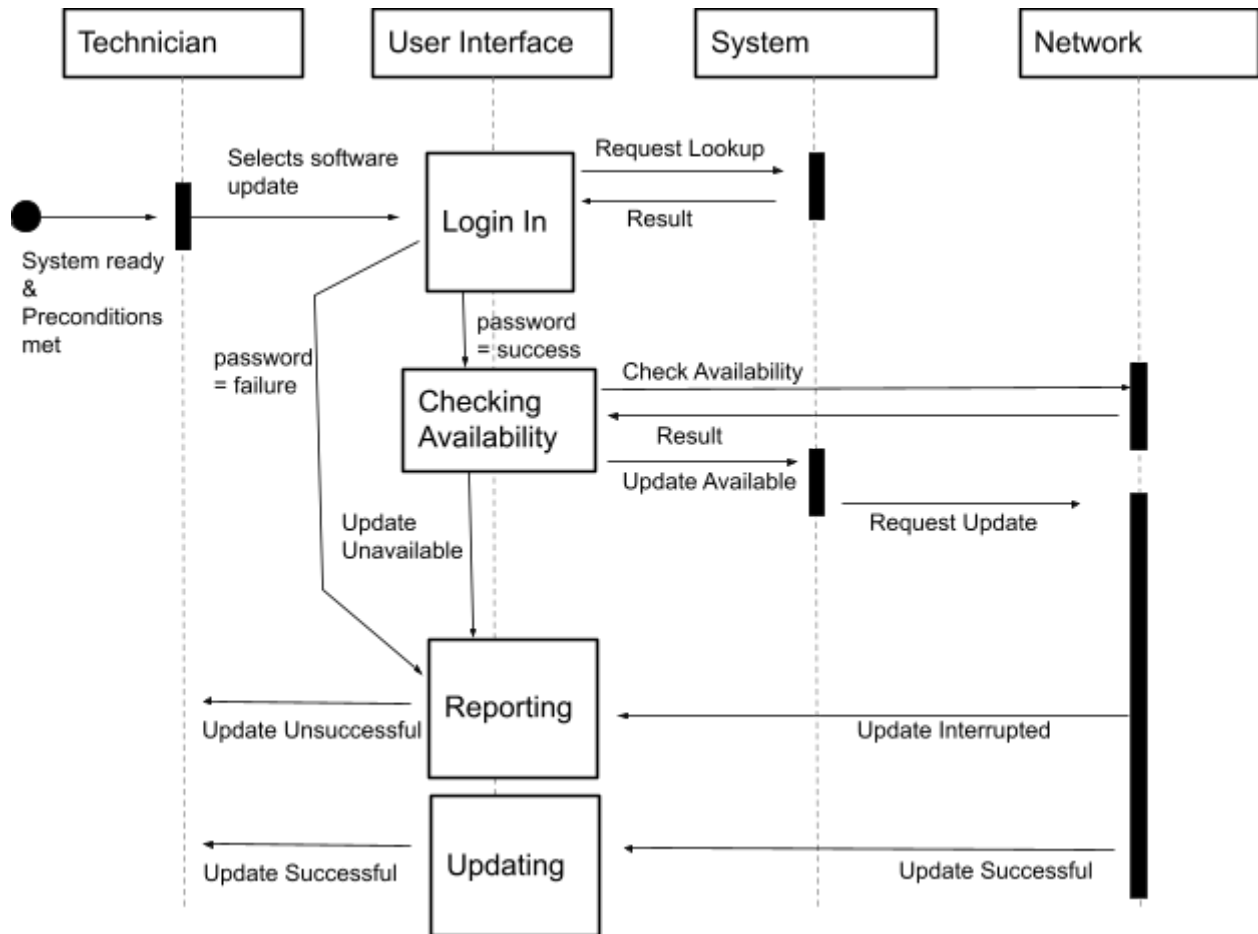 Technician
User Interface
System
Network
Selects software
update
Request Lookup
Result
Login In
System ready
&
Preconditions
met
password
= success
password
= failure
Check Availability
Checking
Availability
Result
Update Available
Request Update
Update
Unavailable
Reporting
Update Unsuccessful
Update Interrupted
Updating
Update Successful
Update Successful